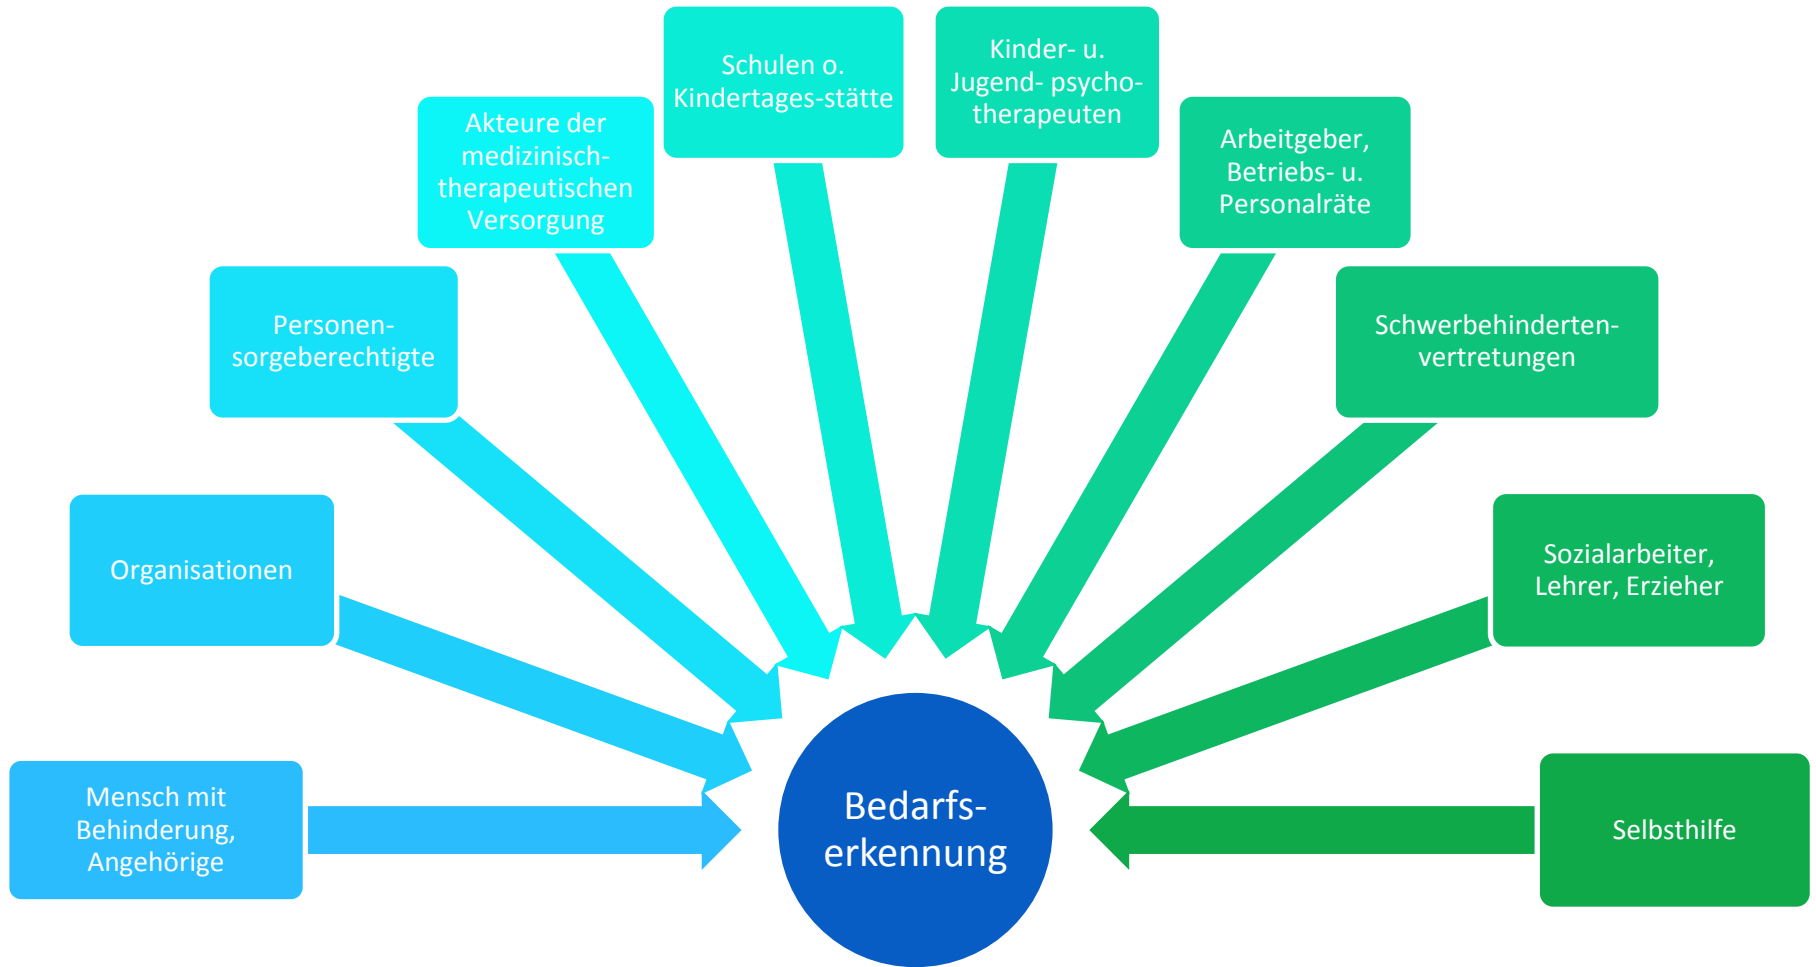 Schulen o.
Kindertages-stätte
Kinder- u.
Jugend- psycho-
therapeuten
Akteure der
medizinisch-
therapeutischen
Versorgung
Arbeitgeber,
Betriebs- u.
Personalräte
Personen-
sorgeberechtigte
Schwerbehinderten-
vertretungen
Organisationen
Sozialarbeiter,
Lehrer, Erzieher
Mensch mit
Behinderung,
Angehörige
Bedarfs-
erkennung
Selbsthilfe